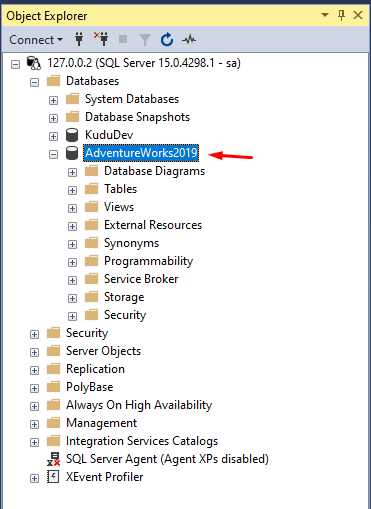 Object Explorer
Connect
127.0.0.2 (SQL Server 15.0.4298.1 - sa)
Databases
System Databases
Database Snapshots
KuduDev
AdventureWorks2019
Database Diagrams
Tables
Views
External Resources
Synonyms
Programmability
Service Broker
Storage
Security
Security
Server Objects
Replication
PolyBase
Always On High Availability
Management
Integration Services Catalogs
SQL Server Agent (Agent XPs disabled)
XEvent Profiler